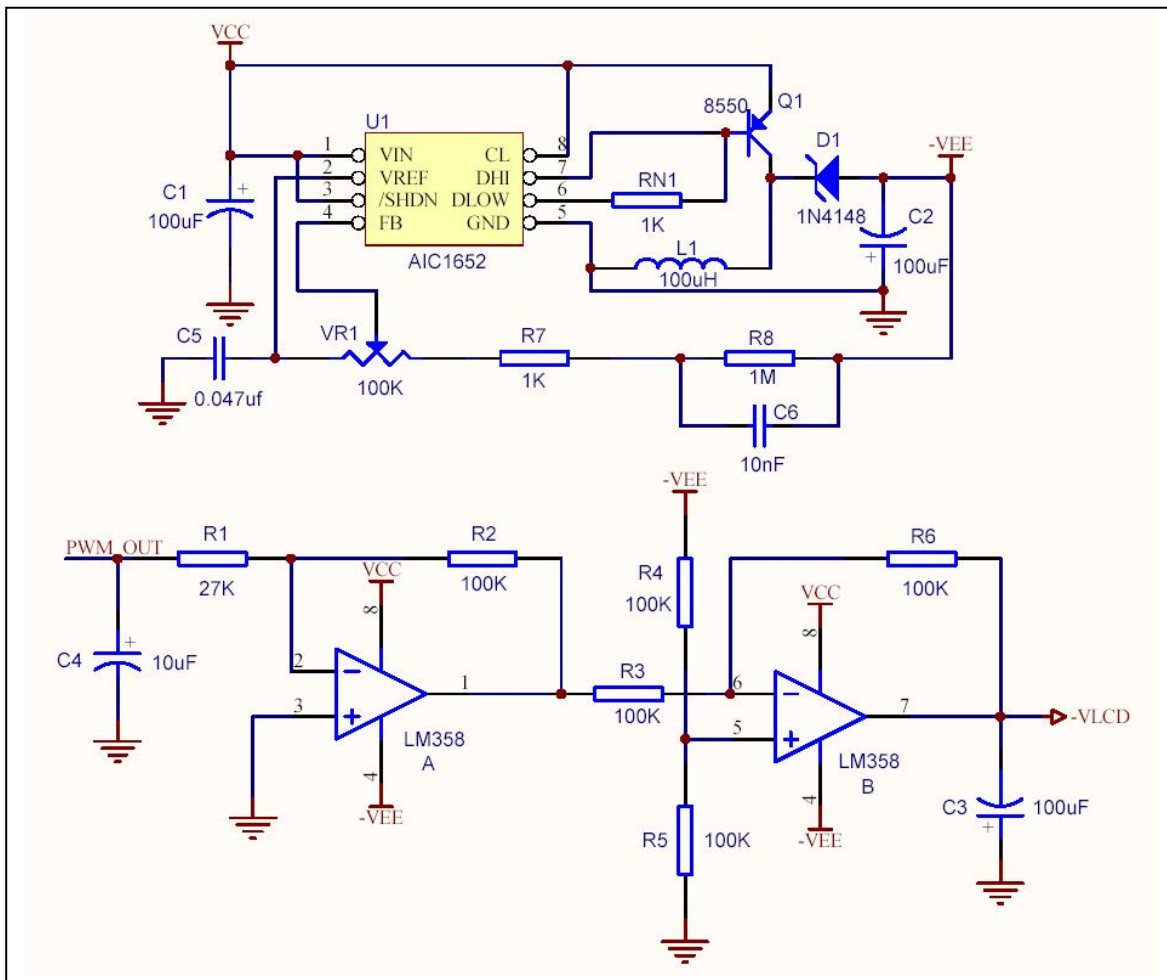 VCC
U1
1 VIN CL 8
2 VREF DHI 7
3 /SHDN DLOW 6
4 FB GND 5
AIC1652
C1
100uF
+
RN1
1K
8550
Q1
D1
1N4148
-VEE
C2
100uF
+
L1
100uH
C5
0.047uf
VR1
100K
R7
1K
R8
1M
C6
10nF
PWM_OUT
R1
27K
R2
100K
C4
10uF
+
VCC
8
2
3
1
LM358
A
4
-VEE
-VEE
R4
100K
R3
100K
R5
100K
R6
100K
VCC
8
6
5
7
LM358
B
4
-VEE
-VLCD
C3
100uF
+